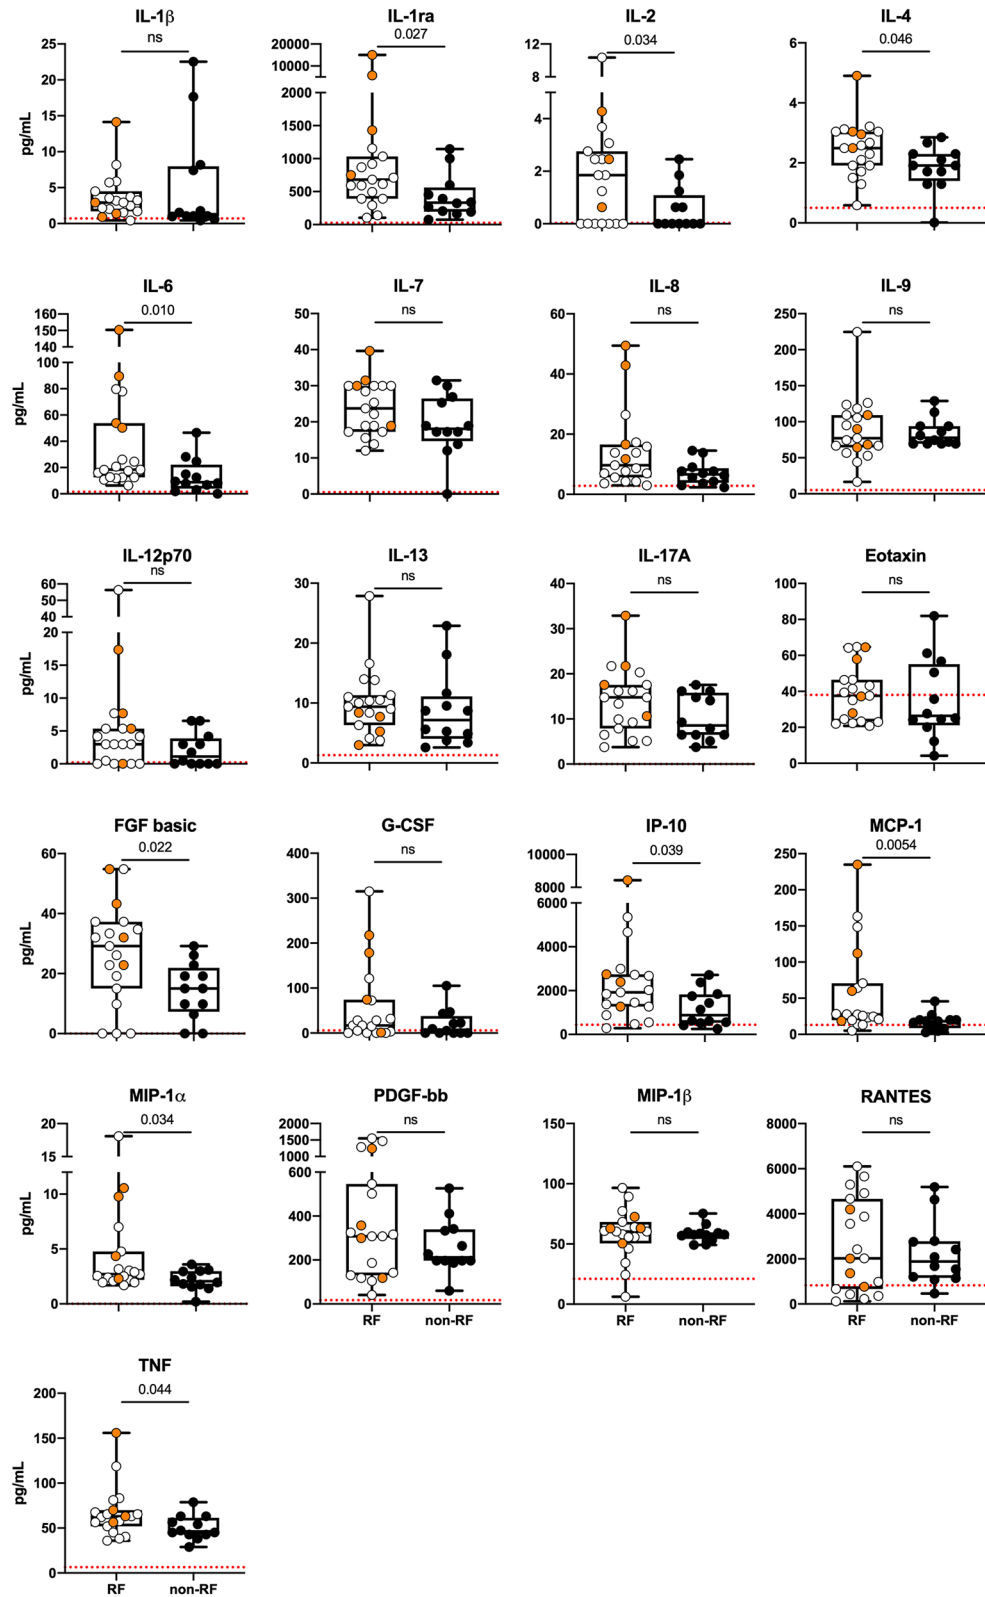 IL-1β
ns
25
20
15
10
5
0
pg/mL
IL-1ra
0.027
20000
10000
2000
1500
1000
500
0
IL-2
0.034
12
8
4
2
0
IL-4
0.046
6
4
2
0
IL-6
0.010
160
150
140
100
80
60
40
20
0
pg/mL
IL-7
ns
50
40
30
20
10
0
IL-8
ns
60
40
20
0
IL-9
ns
250
200
150
100
50
0
IL-12p70
ns
60
50
40
20
15
10
5
0
pg/mL
IL-13
ns
30
20
10
0
IL-17A
ns
40
30
20
10
0
Eotaxin
ns
100
80
60
40
20
0
FGF basic
0.022
60
40
20
0
pg/mL
G-CSF
ns
400
300
200
100
0
IP-10
0.039
10000
8000
6000
4000
2000
0
MCP-1
0.0054
250
200
150
100
50
0
MIP-1α
0.034
20
15
10
5
0
pg/mL
PDGF-bb
ns
2000
1500
1000
600
400
200
0
RF non-RF
MIP-1β
ns
150
100
50
0
RF non-RF
RANTES
ns
8000
6000
4000
2000
0
RF non-RF
TNF
0.044
200
150
100
50
0
pg/mL
RF non-RF